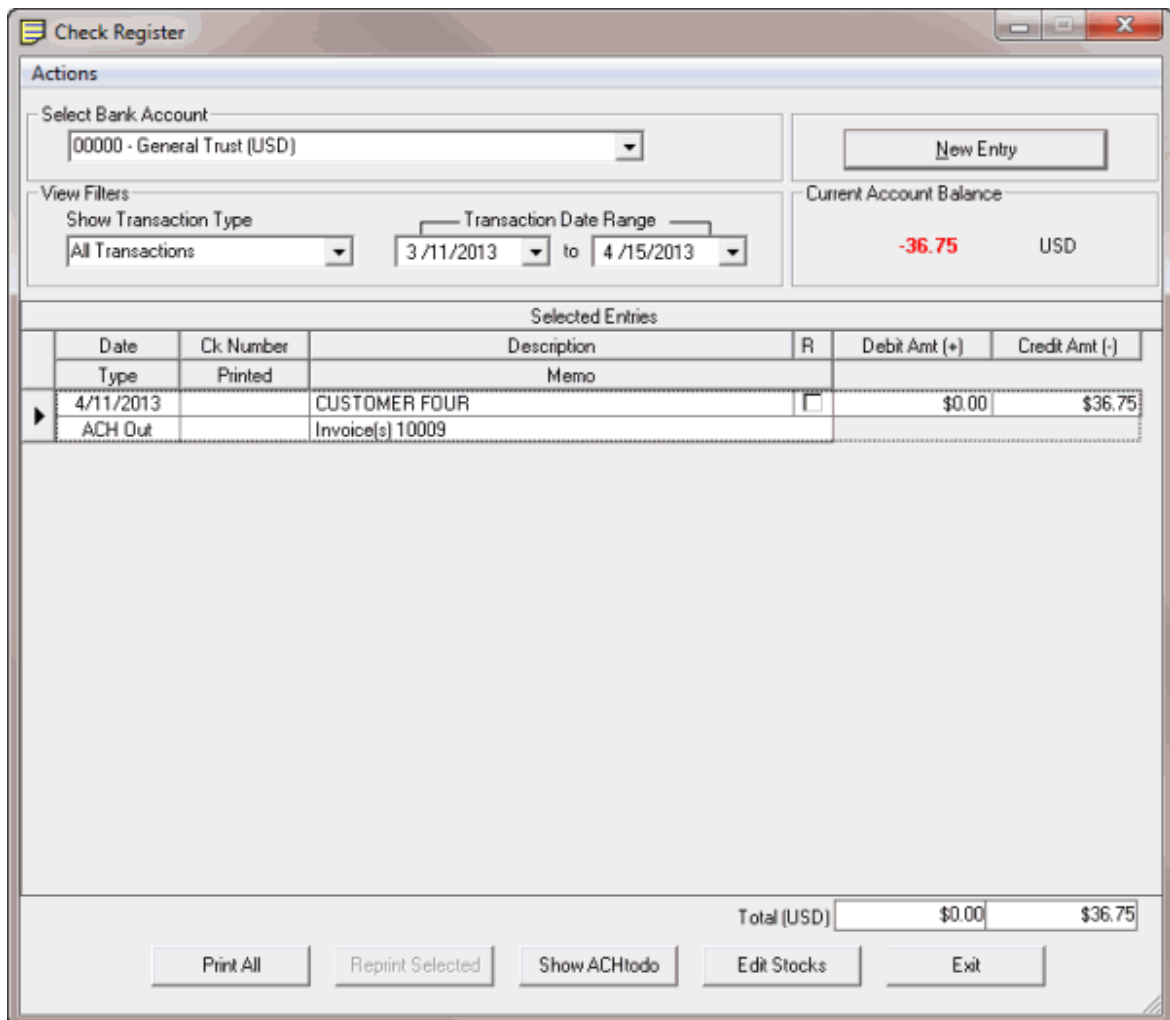 Check Register
Actions
Select Bank Account
00000 - General Trust (USD)
New Entry
View Filters
Show Transaction Type
Transaction Date Range
Current Account Balance
All Transactions
3 /11/2013 to 4 /15/2013
-36.75 USD
Selected Entries
Date Ck Number Description R Debit Amt (+) Credit Amt (-)
Type Printed Memo
4/11/2013 CUSTOMER FOUR $0.00 $36.75
ACH Out Invoice(s) 10009
Total (USD) $0.00 $36.75
Print All Reprint Selected Show ACHtodo Edit Stocks Exit